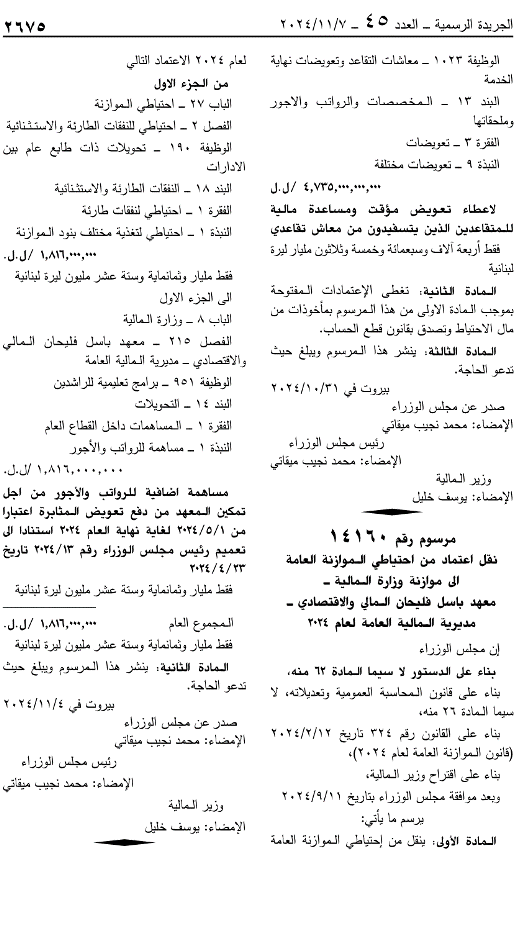 الجريدة الرسمية ـ العدد ٤٥ ـ ٢٠٢٤/١١/٧
٢٦٧٥
الوظيفة ١٠٢٣ ـ معاشات التقاعد وتعويضات نهاية
الخدمة
البند ١٣ ـ المخصصات والرواتب والاجور
وملحقاتها
الفقرة ٣ ـ تعويضات
النبذة ٩ ـ تعويضات مختلفة
٤,٧٣٥,٠٠٠,٠٠٠,٠٠٠ /ل.ل
لاعطاء تعويض مؤقت ومساعدة مالية
للمتقاعدين الذين يتسفيدون من معاش تقاعدي
فقط أربعة آلاف وسبعمائة وخمسة وثلاثون مليار ليرة
لبنانية
المادة الثانية: تغطى الإعتمادات المفتوحة
بموجب المادة الاولى من هذا المرسوم بمأخوذات من
مال الاحتياط وتصدق بقانون قطع الحساب.
المادة الثالثة: ينشر هذا المرسوم ويبلغ حيث
تدعو الحاجة.
بيروت في ٢٠٢٤/١٠/٣١
صدر عن مجلس الوزراء
الإمضاء: محمد نجيب ميقاتي
رئيس مجلس الوزراء
الإمضاء: محمد نجيب ميقاتي
وزير المالية
الإمضاء: يوسف خليل
مرسوم رقم ١٤١٦٠
نقل اعتماد من احتياطي الموازنة العامة
الى موازنة وزارة المالية ـ
معهد باسل فليحان المالي والاقتصادي ـ
مديرية المالية العامة لعام ٢٠٢٤
إن مجلس الوزراء
بناء على الدستور لا سيما المادة ٦٢ منه،
بناء على قانون المحاسبة العمومية وتعديلاته، لا
سيما المادة ٢٦ منه،
بناء على القانون رقم ٣٢٤ تاريخ ٢٠٢٤/٢/١٢
(قانون الموازنة العامة لعام ٢٠٢٤)،
بناء على اقتراح وزير المالية،
وبعد موافقة مجلس الوزراء بتاريخ ٢٠٢٤/٩/١١
يرسم ما يأتي:
المادة الأولى: ينقل من إحتياطي الموازنة العامة
لعام ٢٠٢٤ الاعتماد التالي
من الجزء الاول
الباب ٢٧ ـ احتياطي الموازنة
الفصل ٢ ـ احتياطي للنفقات الطارئة والاستثنائية
الوظيفة ١٩٠ ـ تحويلات ذات طابع عام بين
الادارات
البند ١٨ ـ النفقات الطارئة والاستثنائية
الفقرة ١ ـ احتياطي لنفقات طارئة
النبذة ١ ـ احتياطي لتغذية مختلف بنود الموازنة
١,٨١٦,٠٠٠,٠٠٠ /ل.ل.
فقط مليار وثمانماية وستة عشر مليون ليرة لبنانية
الى الجزء الاول
الباب ٨ ـ وزارة المالية
الفصل ٢١٥ ـ معهد باسل فليحان المالي
والاقتصادي ـ مديرية المالية العامة
الوظيفة ٩٥١ ـ برامج تعليمية للراشدين
البند ١٤ ـ التحويلات
الفقرة ١ ـ المساهمات داخل القطاع العام
النبذة ١ ـ مساهمة للرواتب والأجور
١,٨١٦,٠٠٠,٠٠٠ /ل.ل.
مساهمة اضافية للرواتب والأجور من اجل
تمكين المعهد من دفع تعويض المثابرة اعتبارا
من ٢٠٢٤/٥/١ لغاية نهاية العام ٢٠٢٤ استنادا الى
تعميم رئيس مجلس الوزراء رقم ٢٠٢٤/١٣ تاريخ
٢٠٢٤/٤/٢٣
فقط مليار وثمانماية وستة عشر مليون ليرة لبنانية
المجموع العام ١,٨١٦,٠٠٠,٠٠٠ /ل.ل.
فقط مليار وثمانماية وستة عشر مليون ليرة لبنانية
المادة الثانية: ينشر هذا المرسوم ويبلغ حيث
تدعو الحاجة.
بيروت في ٢٠٢٤/١١/٤
صدر عن مجلس الوزراء
الإمضاء: محمد نجيب ميقاتي
رئيس مجلس الوزراء
الإمضاء: محمد نجيب ميقاتي
وزير المالية
الإمضاء: يوسف خليل